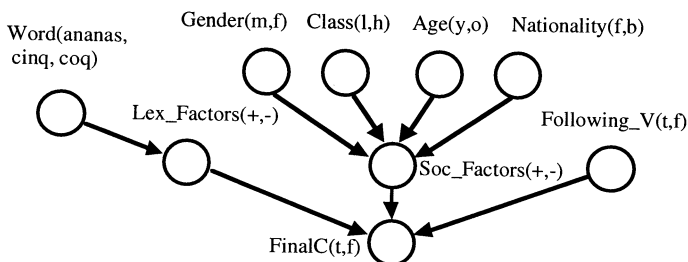 Word(ananas,
cinq, coq)
Gender(m,f)
Class(l,h)
Age(y,o)
Nationality(f,b)
Lex_Factors(+,-)
Following_V(t,f)
Soc_Factors(+,-)
FinalC(t,f)